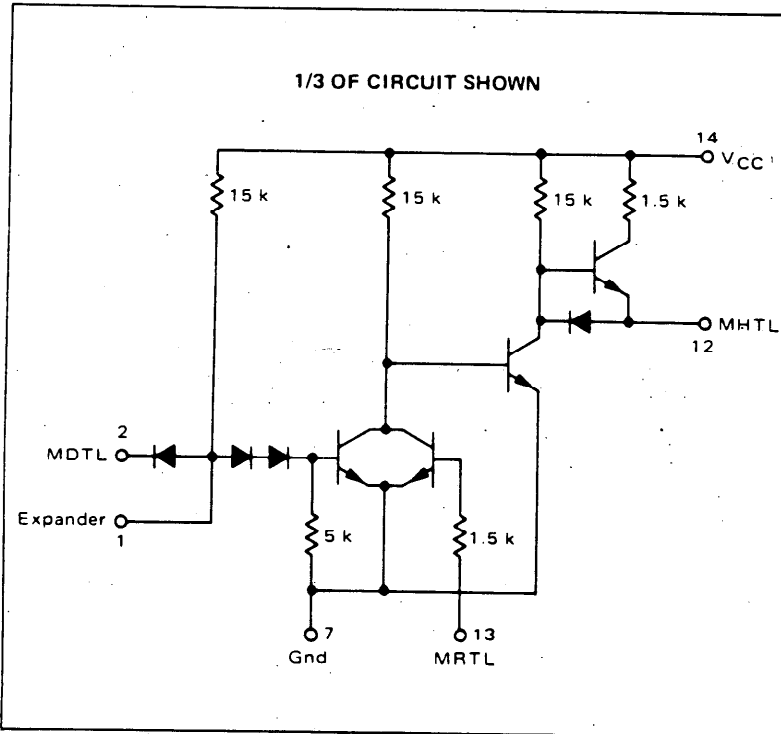 1/3 OF CIRCUIT SHOWN
14
VCC
15 k
15 k
15 k
1.5 k
MHTL
12
2
MDTL
Expander
1
5 k
1.5 k
7
Gnd
13
MRTL